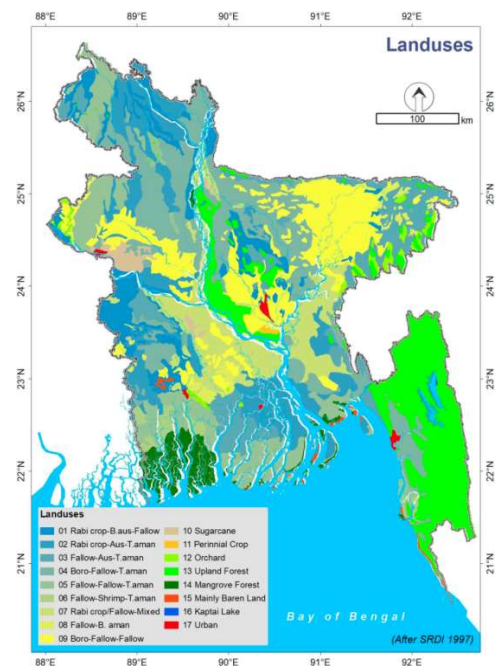 88°E 89°E 90°E 91°E 92°E
Landuses
26°N 26°N
100
km
25°N 25°N
24°N 24°N
23°N 23°N
22°N 22°N
21°N 21°N
Landuses
01 Rabi crop-B.aus-Fallow
02 Rabi crop-Aus-T.aman
03 Fallow-Aus-T.aman
04 Boro-Fallow-T.aman
05 Fallow-Fallow-T.aman
06 Fallow-Shrimp-T.aman
07 Rabi crop/Fallow-Mixed
08 Fallow-B. aman
09 Boro-Fallow-Fallow
10 Sugarcane
11 Perinnial Crop
12 Orchard
13 Upland Forest
14 Mangrove Forest
15 Mainly Baren Land
16 Kaptai Lake
17 Urban
Bay of Bengal
(After SRDI 1997)
88°E 89°E 90°E 91°E 92°E